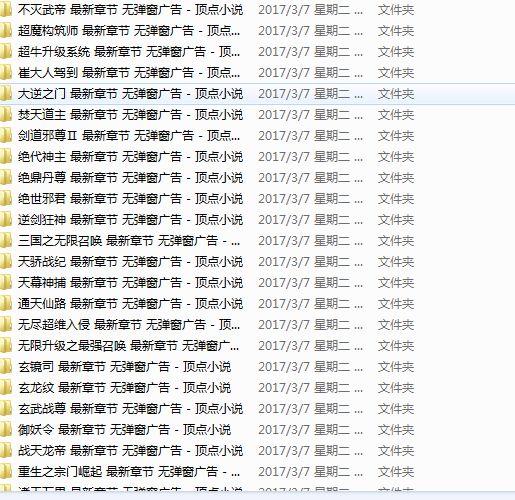 不灭武帝 最新章节 无弹窗广告 - 顶点小说 2017/3/7 星期二 ... 文件夹
超魔构筑师 最新章节 无弹窗广告 - 顶点... 2017/3/7 星期二 ... 文件夹
超牛升级系统 最新章节 无弹窗广告 - 顶... 2017/3/7 星期二 ... 文件夹
崔大人驾到 最新章节 无弹窗广告 - 顶点... 2017/3/7 星期二 ... 文件夹
大逆之门 最新章节 无弹窗广告 - 顶点小说 2017/3/7 星期二 ... 文件夹
焚天道主 最新章节 无弹窗广告 - 顶点小说 2017/3/7 星期二 ... 文件夹
剑道邪尊Ⅱ 最新章节 无弹窗广告 - 顶点... 2017/3/7 星期二 ... 文件夹
绝代神主 最新章节 无弹窗广告 - 顶点小说 2017/3/7 星期二 ... 文件夹
绝鼎丹尊 最新章节 无弹窗广告 - 顶点小说 2017/3/7 星期二 ... 文件夹
绝世邪君 最新章节 无弹窗广告 - 顶点小说 2017/3/7 星期二 ... 文件夹
逆剑狂神 最新章节 无弹窗广告 - 顶点小说 2017/3/7 星期二 ... 文件夹
三国之无限召唤 最新章节 无弹窗广告 - ... 2017/3/7 星期二 ... 文件夹
天骄战纪 最新章节 无弹窗广告 - 顶点小说 2017/3/7 星期二 ... 文件夹
天幕神捕 最新章节 无弹窗广告 - 顶点小说 2017/3/7 星期二 ... 文件夹
通天仙路 最新章节 无弹窗广告 - 顶点小说 2017/3/7 星期二 ... 文件夹
无尽超维入侵 最新章节 无弹窗广告 - 顶... 2017/3/7 星期二 ... 文件夹
无限升级之最强召唤 最新章节 无弹窗广... 2017/3/7 星期二 ... 文件夹
玄镜司 最新章节 无弹窗广告 - 顶点小说 2017/3/7 星期二 ... 文件夹
玄龙纹 最新章节 无弹窗广告 - 顶点小说 2017/3/7 星期二 ... 文件夹
玄武战尊 最新章节 无弹窗广告 - 顶点小说 2017/3/7 星期二 ... 文件夹
御妖令 最新章节 无弹窗广告 - 顶点小说 2017/3/7 星期二 ... 文件夹
战天龙帝 最新章节 无弹窗广告 - 顶点小说 2017/3/7 星期二 ... 文件夹
重生之宗门崛起 最新章节 无弹窗广告 - ... 2017/3/7 星期二 ... 文件夹